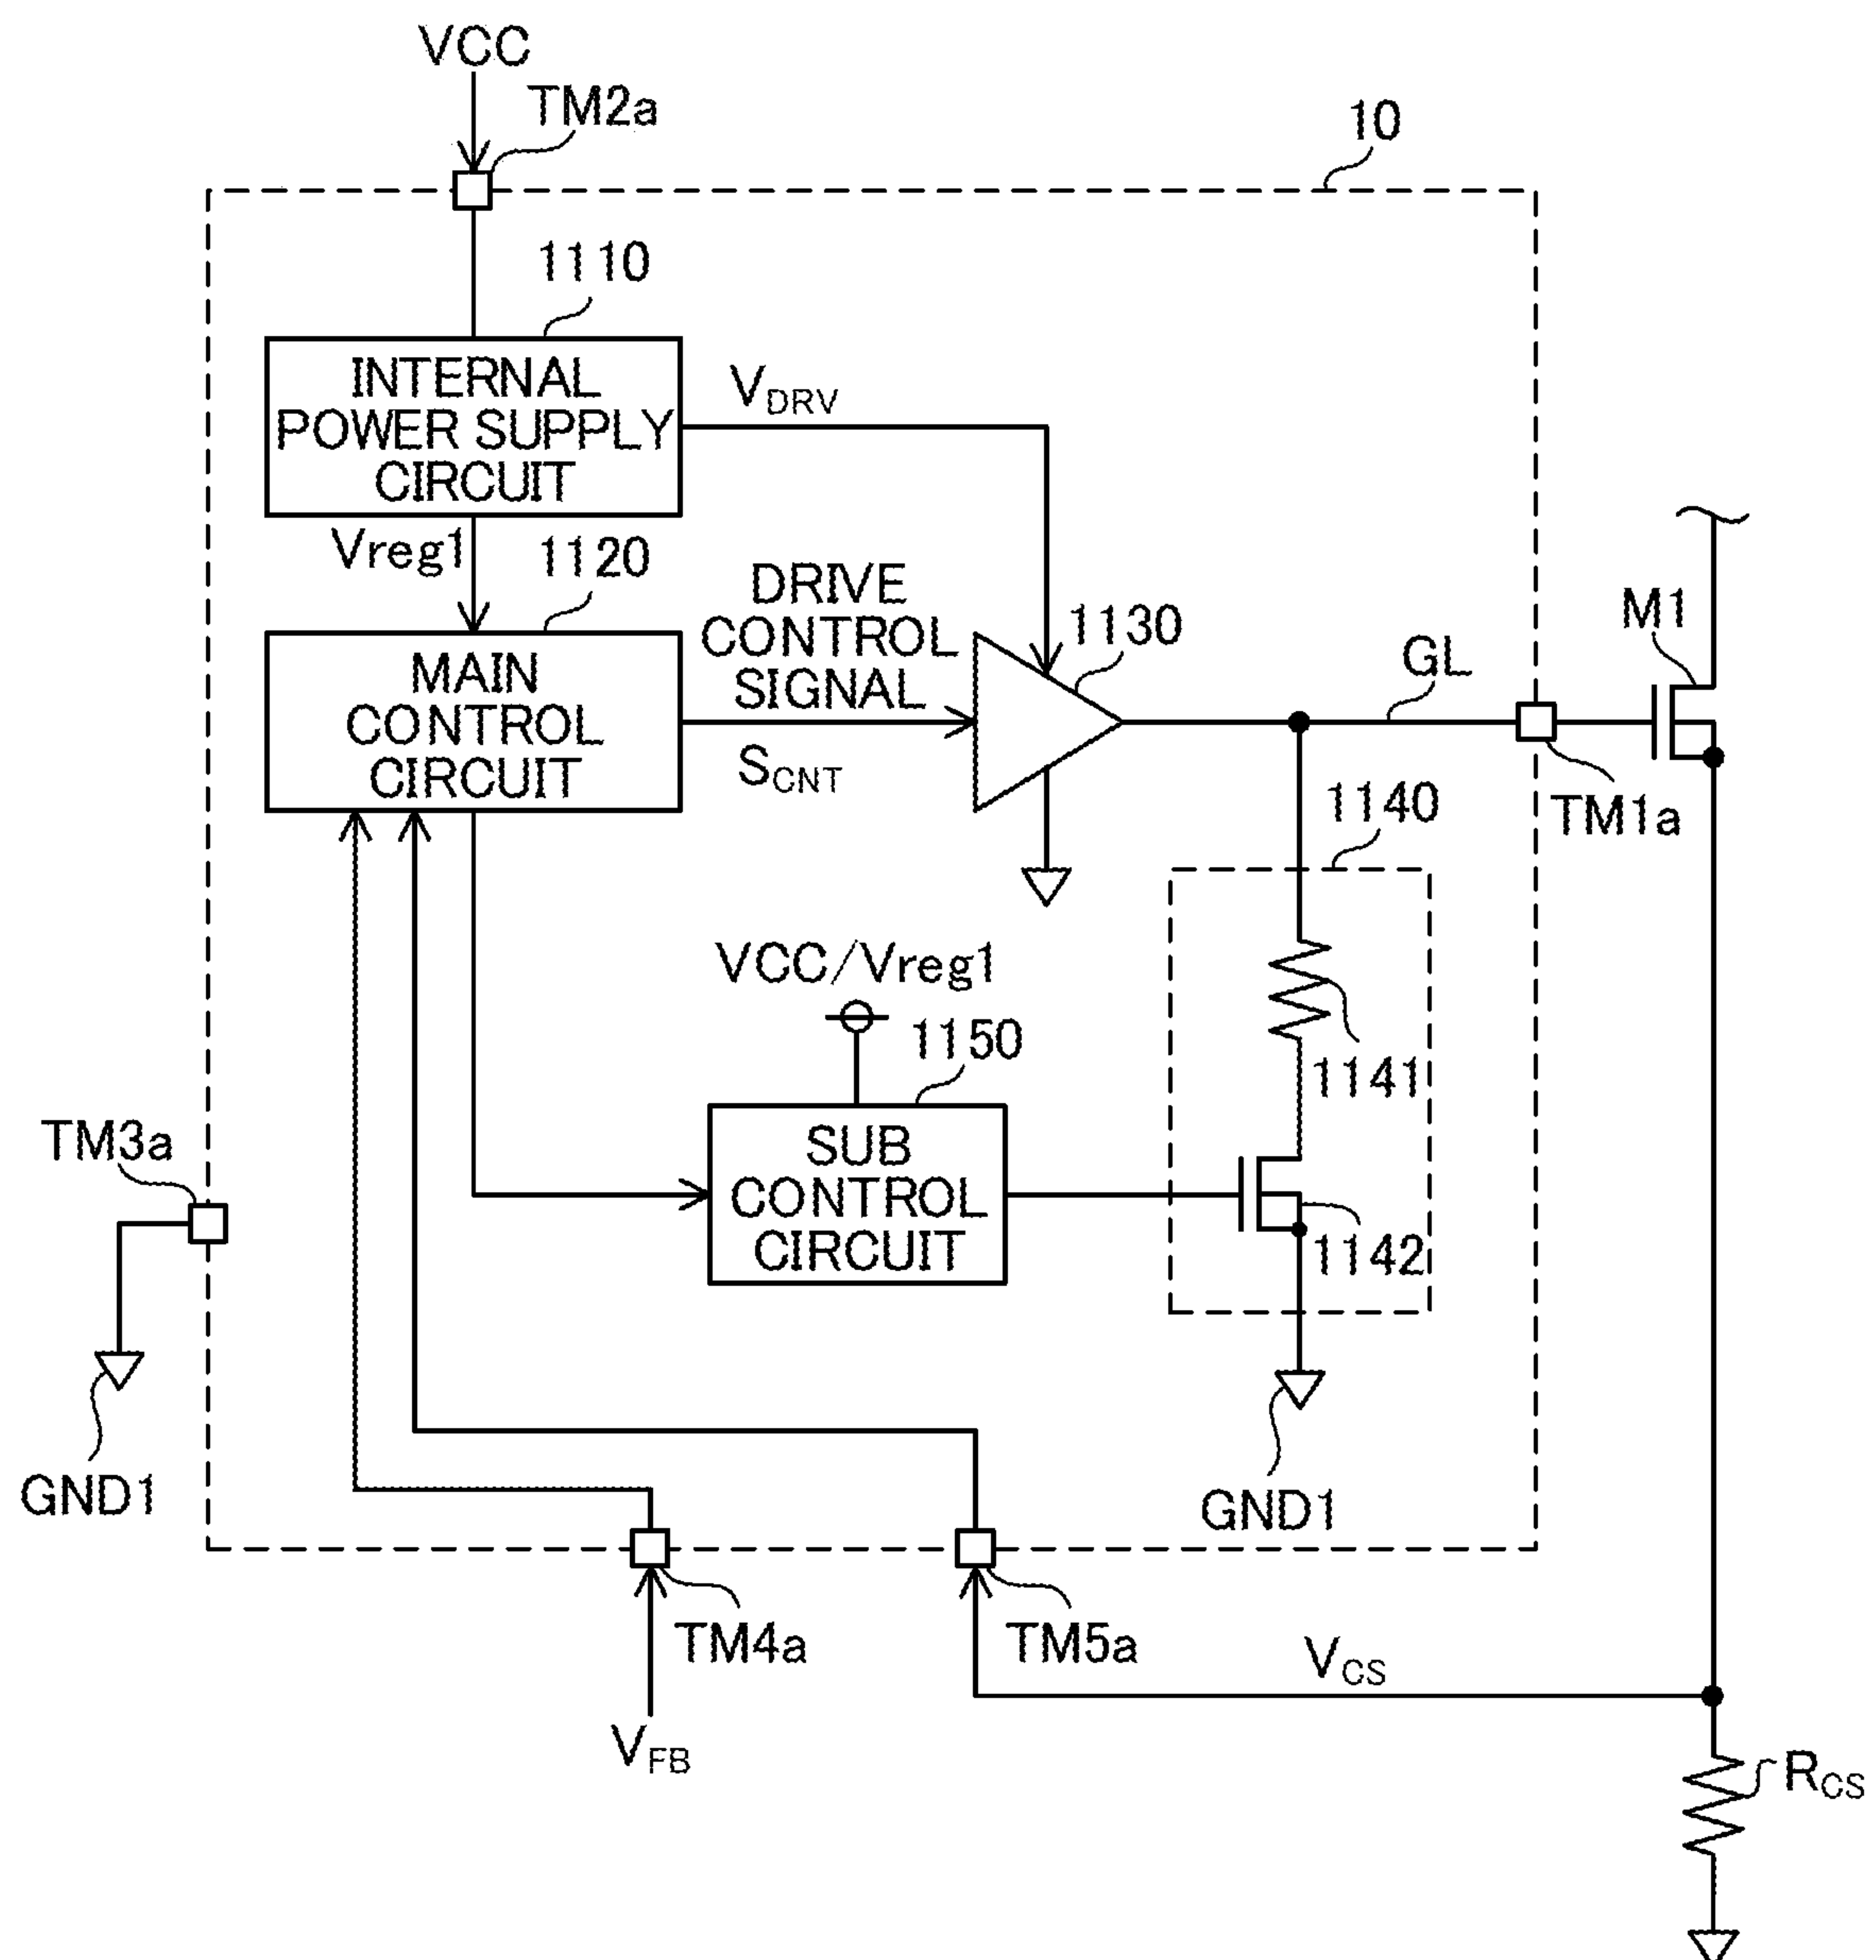 VCC
TM2a
10
1110
INTERNAL
POWER SUPPLY
CIRCUIT
VDRV
Vreg1
1120
DRIVE
CONTROL
SIGNAL
1130
M1
GL
MAIN
CONTROL
CIRCUIT
SCNT
1140
TM1a
VCC/Vreg1
1150
1141
TM3a
SUB
CONTROL
CIRCUIT
1142
GND1
GND1
TM4a
TM5a
VCS
VFB
RCS